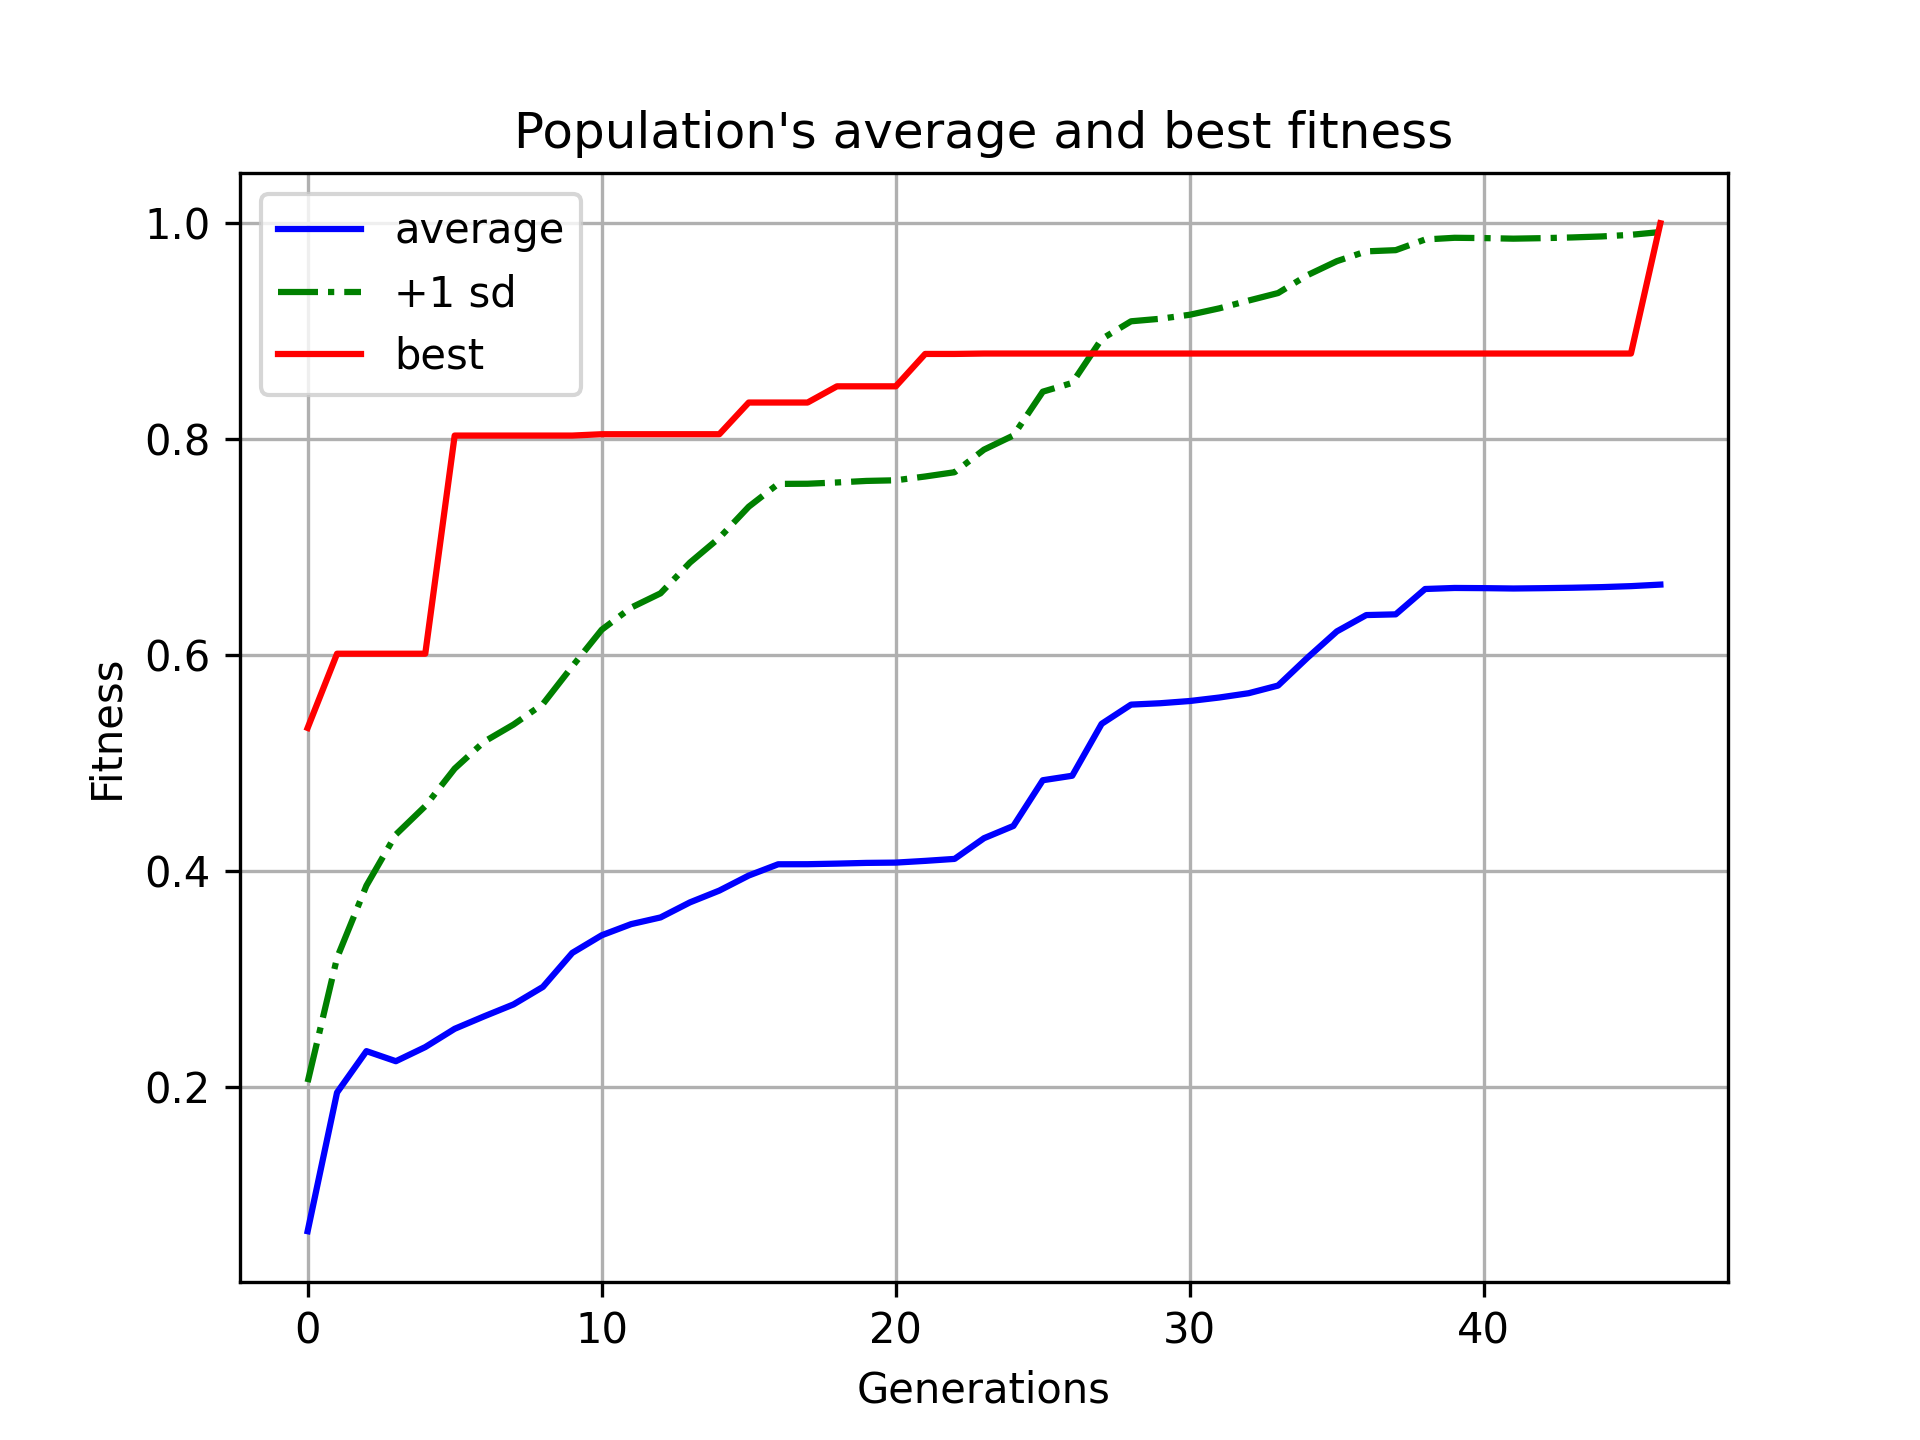 Population's average and best fitness
average
+1 sd
best
1.0
0.8
0.6
0.4
0.2
Fitness
0 10 20 30 40
Generations